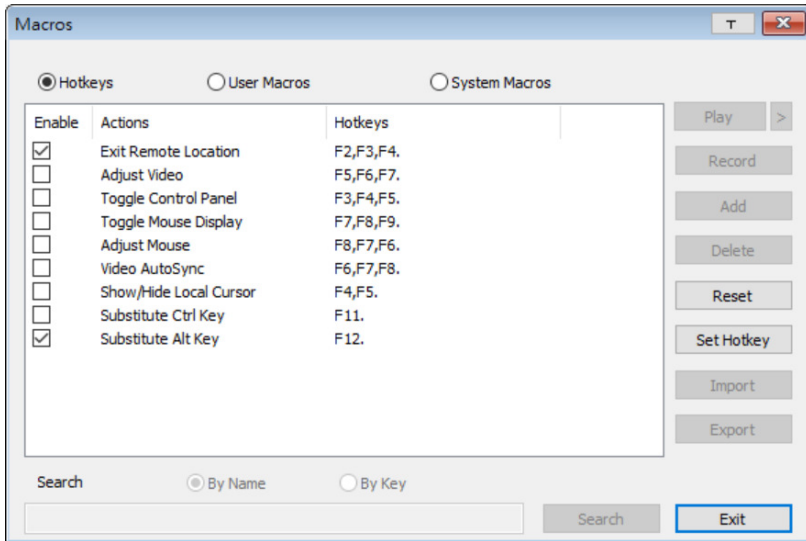 Macros
Hotkeys User Macros System Macros
Enable Actions Hotkeys Play >
Exit Remote Location F2,F3,F4.
Adjust Video F5,F6,F7. Record
Toggle Control Panel F3,F4,F5.
Toggle Mouse Display F7,F8,F9. Add
Adjust Mouse F8,F7,F6. Delete
Video AutoSync F6,F7,F8.
Show/Hide Local Cursor F4,F5. Reset
Substitute Ctrl Key F11.
Substitute Alt Key F12. Set Hotkey
Import
Export
Search By Name By Key
Search Exit